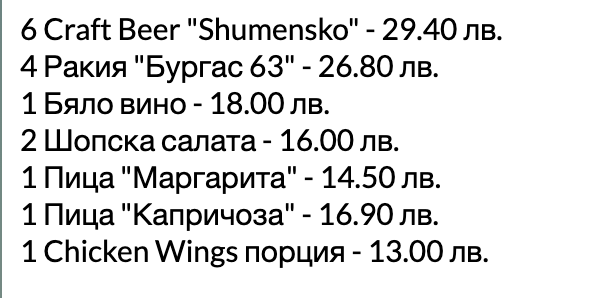 6 Craft Beer "Shumensko" - 29.40 лв.
4 Ракия "Бургас 63" - 26.80 лв.
1 Бяло вино - 18.00 лв.
2 Шопска салата - 16.00 лв.
1 Пица "Маргарита" - 14.50 лв.
1 Пица "Капричоза" - 16.90 лв.
1 Chicken Wings порция - 13.00 лв.